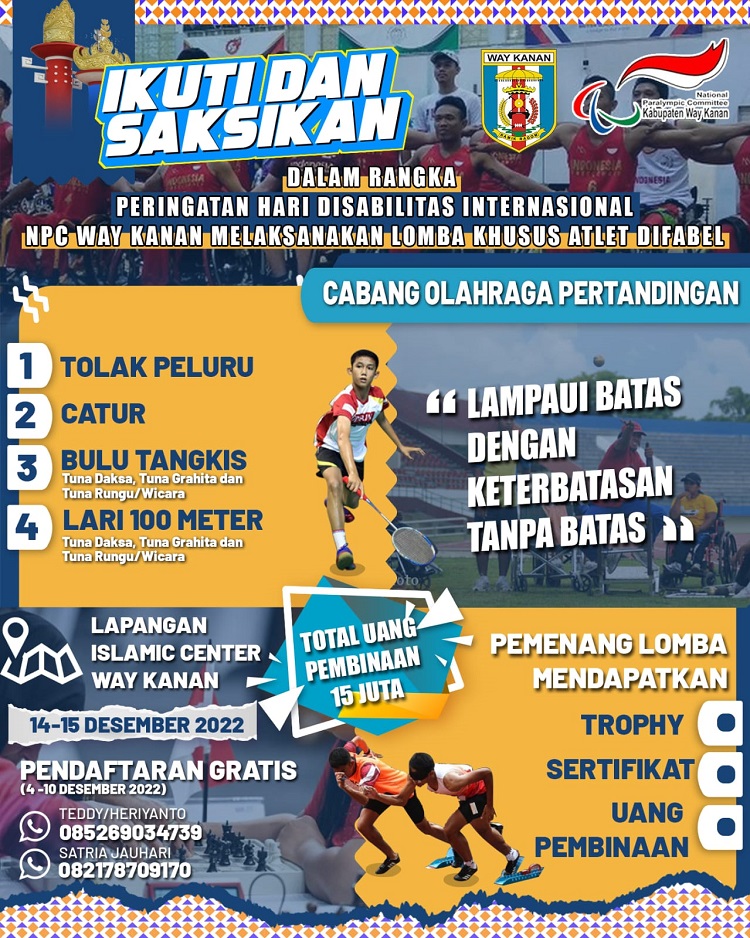 IKUTI DAN
SAKSIKAN
WAY KANAN
National
Paralympic Committee
Kabupaten Way Kanan
DALAM RANGKA
PERINGATAN HARI DISABILITAS INTERNASIONAL
NPC WAY KANAN MELAKSANAKAN LOMBA KHUSUS ATLET DIFABEL
CABANG OLAHRAGA PERTANDINGAN
1 TOLAK PELURU
2 CATUR
3 BULU TANGKIS
Tuna Daksa, Tuna Grahita dan
Tuna Rungu/Wicara
4 LARI 100 METER
Tuna Daksa, Tuna Grahita dan
Tuna Rungu/Wicara
“ LAMPAUI BATAS
DENGAN
KETERBATASAN
TANPA BATAS ”
LAPANGAN
ISLAMIC CENTER
WAY KANAN
14-15 DESEMBER 2022
TOTAL UANG
PEMBINAAN
15 JUTA
PEMENANG LOMBA
MENDAPATKAN
TROPHY
SERTIFIKAT
UANG
PEMBINAAN
PENDAFTARAN GRATIS
(4 -10 DESEMBER 2022)
TEDDY/HERIYANTO
085269034739
SATRIA JAUHARI
082178709170